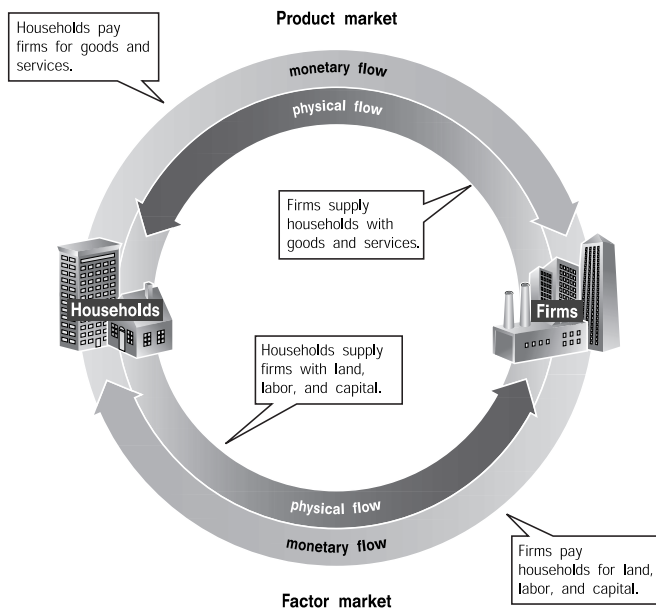 Product market
Households pay
firms for goods and
services.
monetary flow
physical flow
Firms supply
households with
goods and services.
Households
Firms
Households supply
firms with land,
labor, and capital.
physical flow
monetary flow
Firms pay
households for land,
labor, and capital.
Factor market